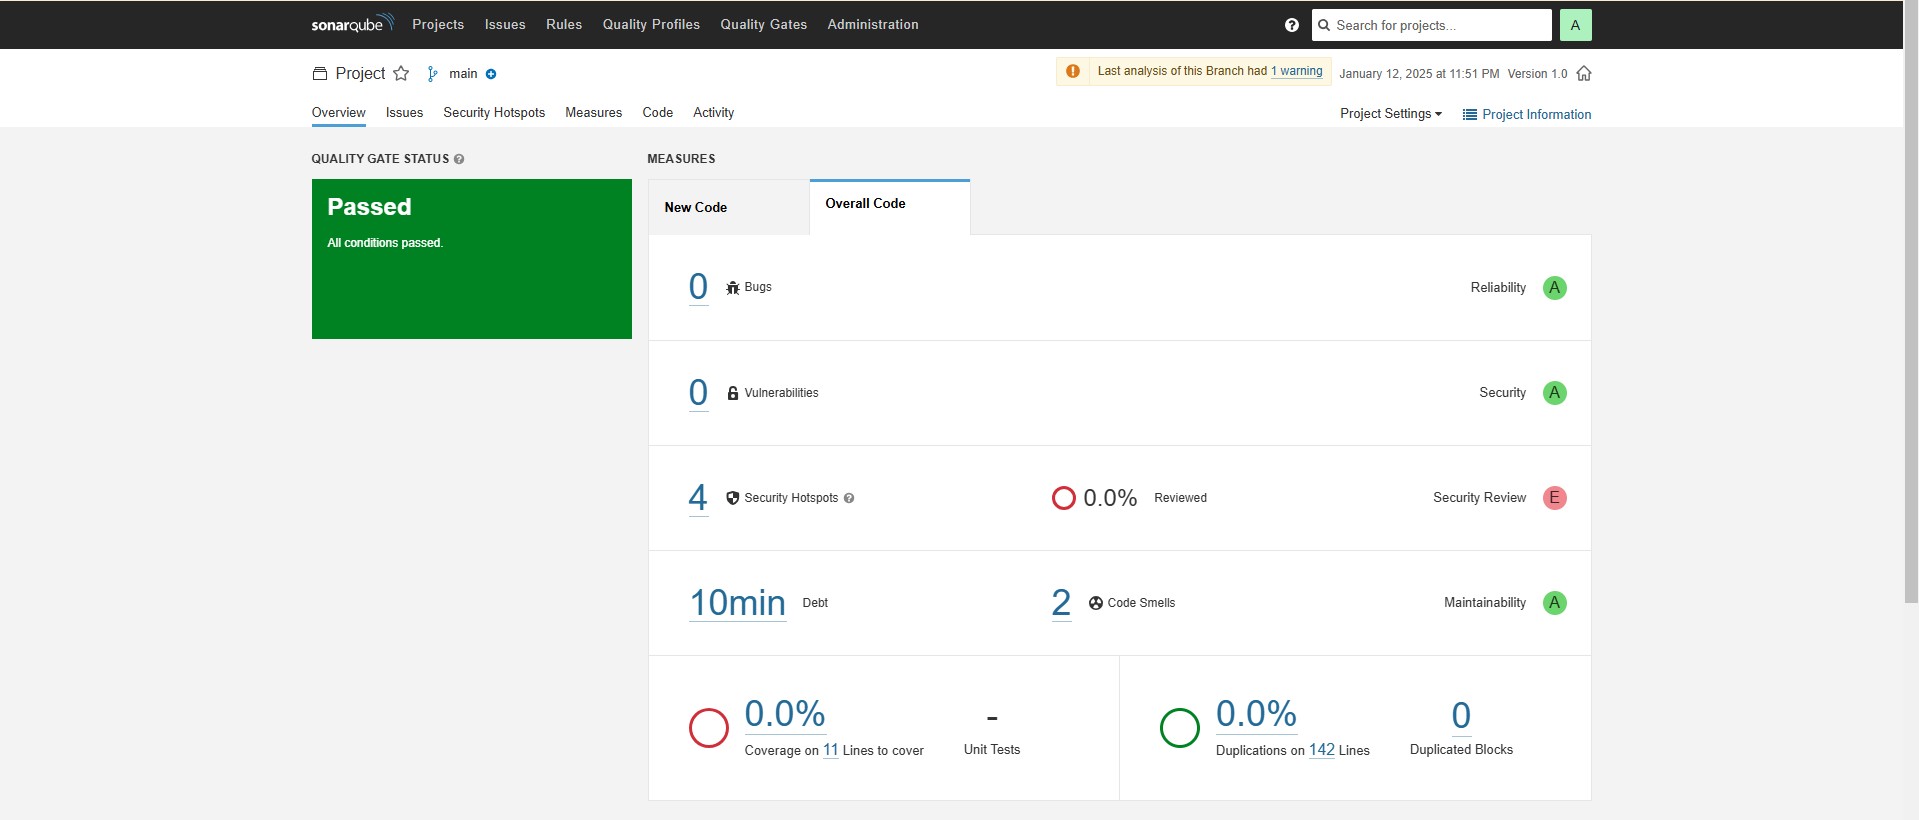 sonarqube Projects Issues Rules Quality Profiles Quality Gates Administration ? Search for projects... A
Project main Last analysis of this Branch had 1 warning January 12, 2025 at 11:51 PM Version 1.0
Overview Issues Security Hotspots Measures Code Activity Project Settings Project Information
QUALITY GATE STATUS ?
Passed
All conditions passed.
MEASURES
New Code Overall Code
0 Bugs Reliability A
0 Vulnerabilities Security A
4 Security Hotspots ? 0.0% Reviewed Security Review E
10min Debt 2 Code Smells Maintainability A
0.0% -
Coverage on 11 Lines to cover Unit Tests
0.0% 0
Duplications on 142 Lines Duplicated Blocks